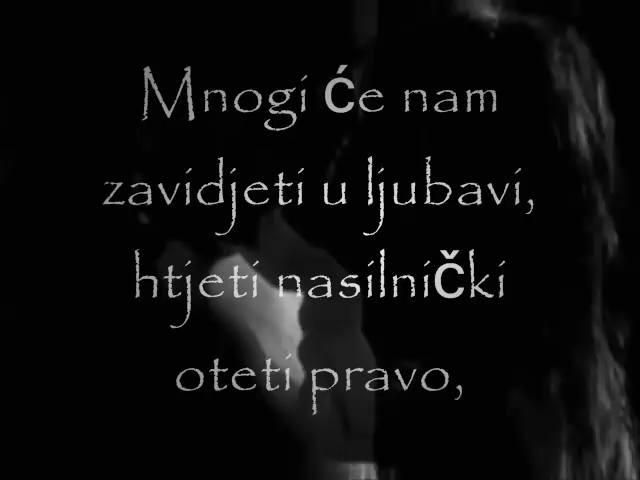 Mnogi će nam
zavidjeti u ljubavi,
htjeti nasilnički
oteti pravo,